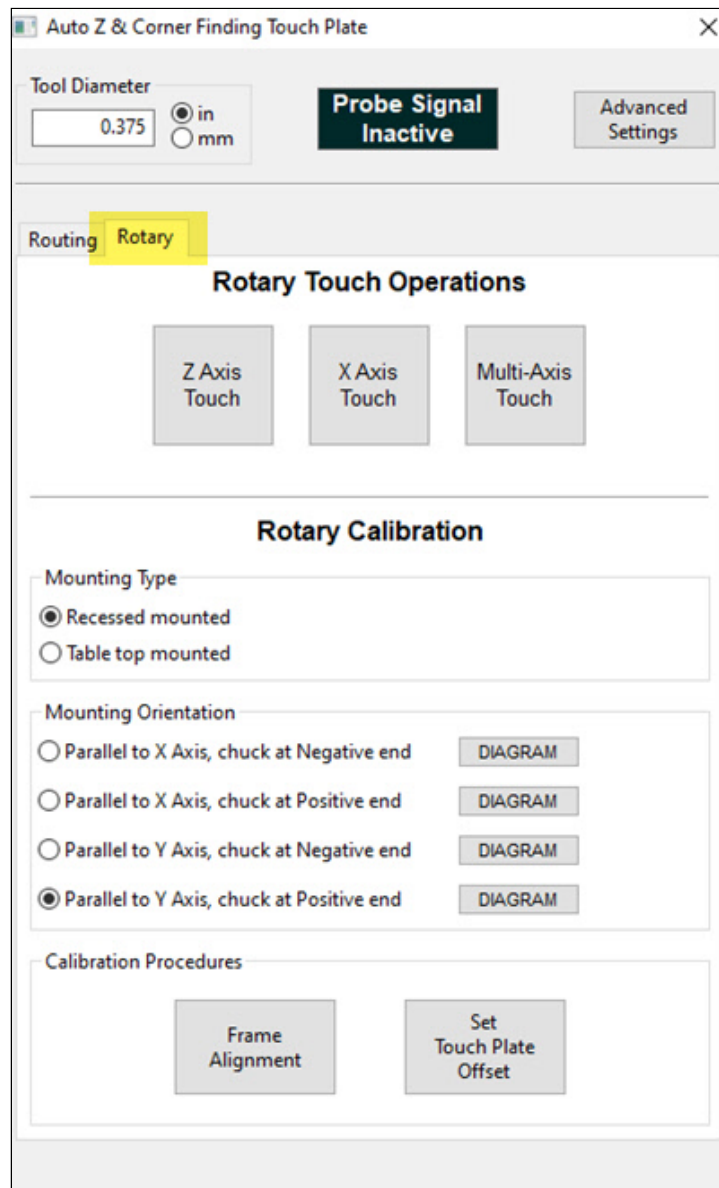 Auto Z & Corner Finding Touch Plate
Tool Diameter
0.375
in
mm
Probe Signal
Inactive
Advanced
Settings
Routing
Rotary
Rotary Touch Operations
Z Axis
Touch
X Axis
Touch
Multi-Axis
Touch
Rotary Calibration
Mounting Type
Recessed mounted
Table top mounted
Mounting Orientation
Parallel to X Axis, chuck at Negative end DIAGRAM
Parallel to X Axis, chuck at Positive end DIAGRAM
Parallel to Y Axis, chuck at Negative end DIAGRAM
Parallel to Y Axis, chuck at Positive end DIAGRAM
Calibration Procedures
Frame
Alignment
Set
Touch Plate
Offset